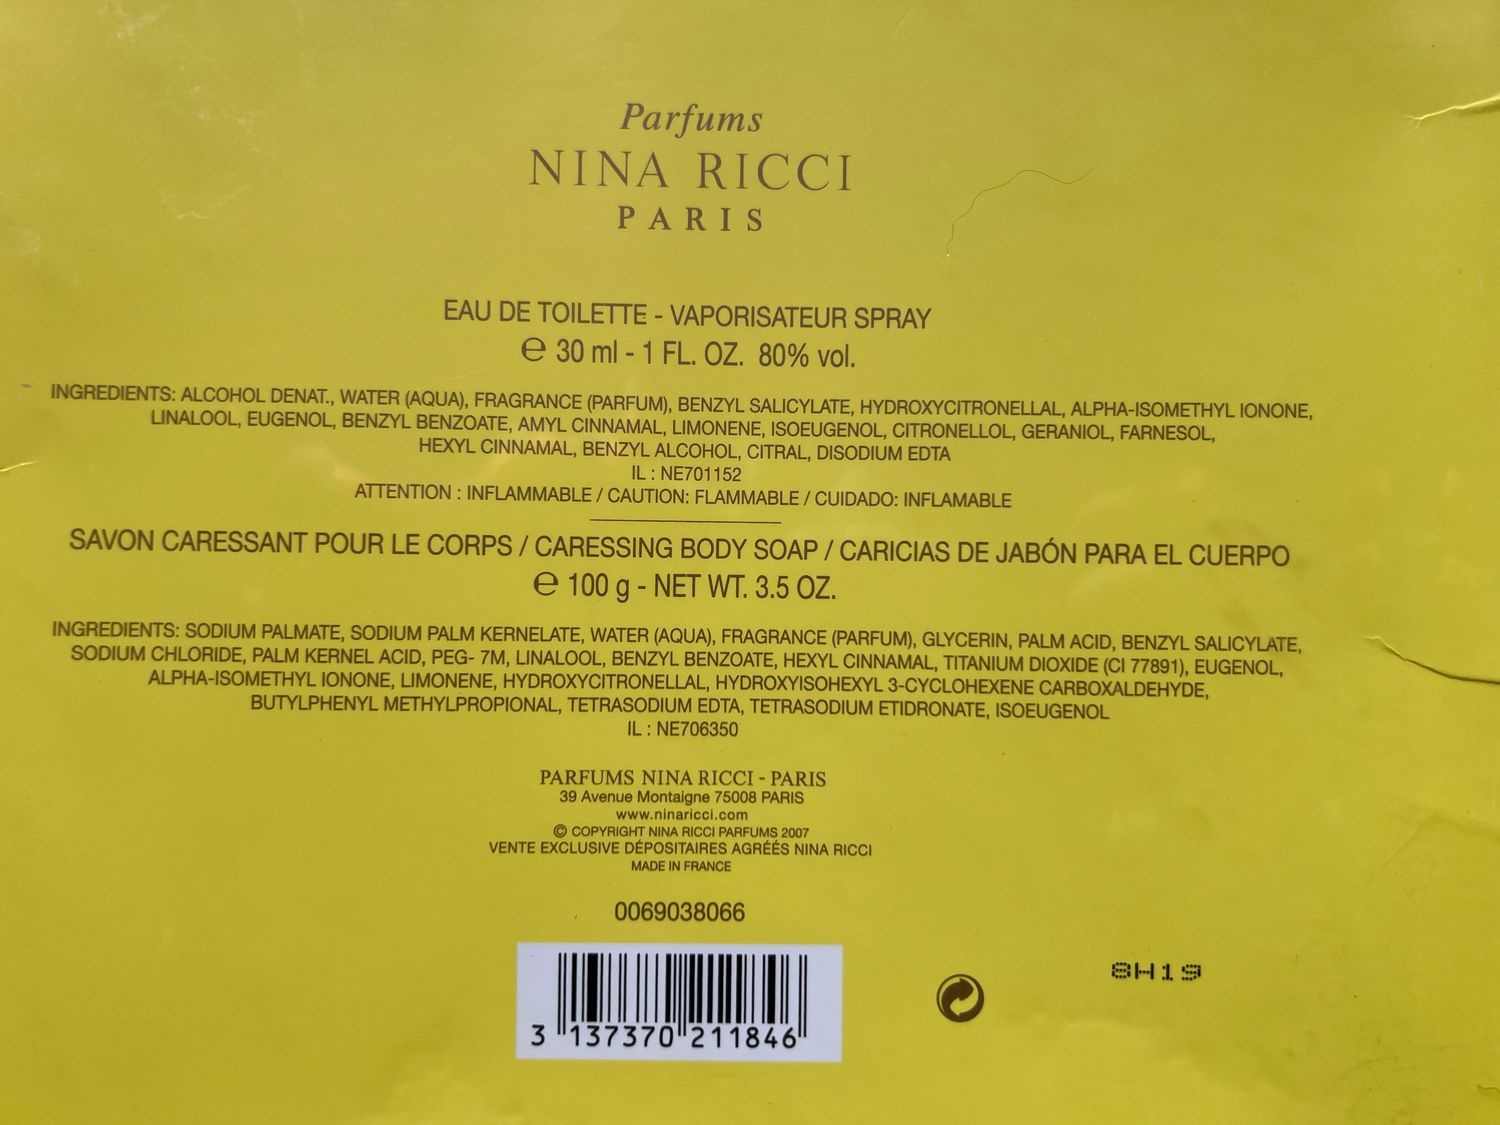 Parfums
NINA RICCI
PARIS
EAU DE TOILETTE - VAPORISATEUR SPRAY
℮ 30 ml - 1 FL. OZ. 80% vol.
INGREDIENTS: ALCOHOL DENAT., WATER (AQUA), FRAGRANCE (PARFUM), BENZYL SALICYLATE, HYDROXYCITRONELLAL, ALPHA-ISOMETHYL IONONE,
LINALOOL, EUGENOL, BENZYL BENZOATE, AMYL CINNAMAL, LIMONENE, ISOEUGENOL, CITRONELLOL, GERANIOL, FARNESOL,
HEXYL CINNAMAL, BENZYL ALCOHOL, CITRAL, DISODIUM EDTA
IL : NE701152
ATTENTION : INFLAMMABLE / CAUTION: FLAMMABLE / CUIDADO: INFLAMABLE
SAVON CARESSANT POUR LE CORPS / CARESSING BODY SOAP / CARICIAS DE JABÓN PARA EL CUERPO
℮ 100 g - NET WT. 3.5 OZ.
INGREDIENTS: SODIUM PALMATE, SODIUM PALM KERNELATE, WATER (AQUA), FRAGRANCE (PARFUM), GLYCERIN, PALM ACID, BENZYL SALICYLATE,
SODIUM CHLORIDE, PALM KERNEL ACID, PEG- 7M, LINALOOL, BENZYL BENZOATE, HEXYL CINNAMAL, TITANIUM DIOXIDE (CI 77891), EUGENOL,
ALPHA-ISOMETHYL IONONE, LIMONENE, HYDROXYCITRONELLAL, HYDROXYISOHEXYL 3-CYCLOHEXENE CARBOXALDEHYDE,
BUTYLPHENYL METHYLPROPIONAL, TETRASODIUM EDTA, TETRASODIUM ETIDRONATE, ISOEUGENOL
IL : NE706350
PARFUMS NINA RICCI - PARIS
39 Avenue Montaigne 75008 PARIS
www.ninaricci.com
© COPYRIGHT NINA RICCI PARFUMS 2007
VENTE EXCLUSIVE DÉPOSITAIRES AGRÉÉS NINA RICCI
MADE IN FRANCE
0069038066
8H19
3 137370 211846